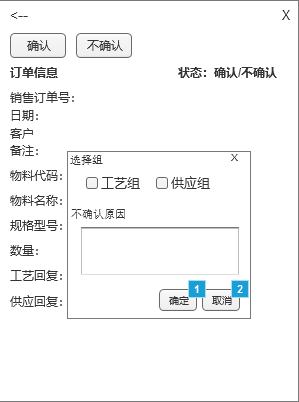 <-- X
确认 不确认
订单信息 状态：确认/不确认
销售订单号：
日期：
客户
备注：
物料代码：
物料名称：
规格型号：
数量：
工艺回复：
供应回复：
选择组 X
工艺组 供应组
不确认原因
确定 1 取消 2